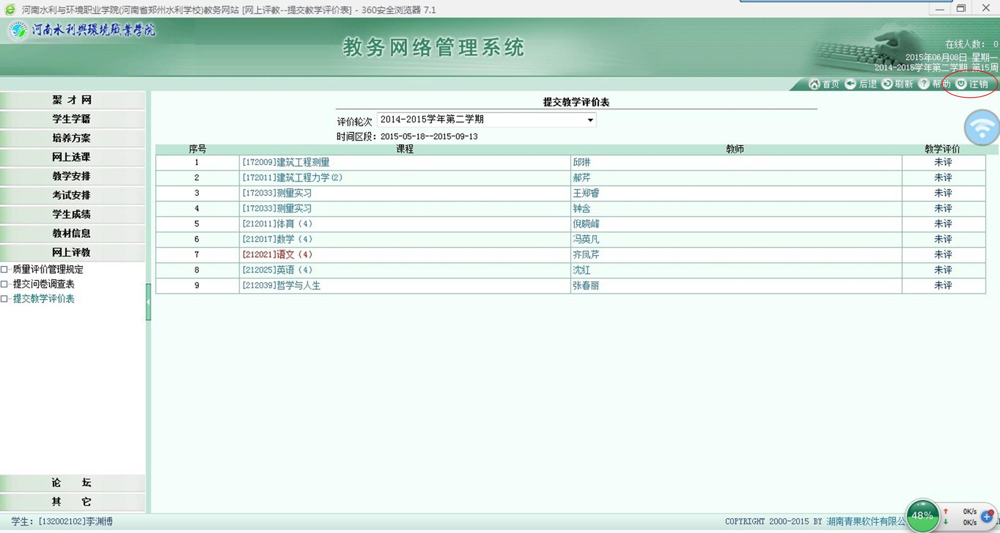 河南水利与环境职业学院(河南省郑州水利学校)教务网站 [网上评教--提交教学评价表] - 360安全浏览器 7.1
河南水利與環境職業学院
教务网络管理系统
在线人数： 0
2015年06月08日 星期一
2014-2015学年第二学期 第15周
首页 后退 刷新 帮助 注销
聚 才 网
学生学籍
培养方案
网上选课
教学安排
考试安排
学生成绩
教材信息
网上评教
质量评价管理规定
提交问卷调查表
提交教学评价表
论 坛
其 它
提交教学评价表
评价轮次 2014-2015学年第二学期
时间区段：2015-05-18--2015-09-13
序号 课程 教师 教学评价
1 [172009]建筑工程测量 邱琳 未评
2 [172011]建筑工程力学(2) 郝芹 未评
3 [172033]测量实习 王郑睿 未评
4 [172033]测量实习 钟含 未评
5 [212011]体育（4） 倪晓峰 未评
6 [212017]数学（4） 冯英凡 未评
7 [212021]语文（4） 齐凤芹 未评
8 [212025]英语（4） 沈红 未评
9 [212039]哲学与人生 张春丽 未评
学生：[132002102]李渊博
COPYRIGHT 2000-2015 BY 湖南青果软件有限公
48%
0K/s
0K/s